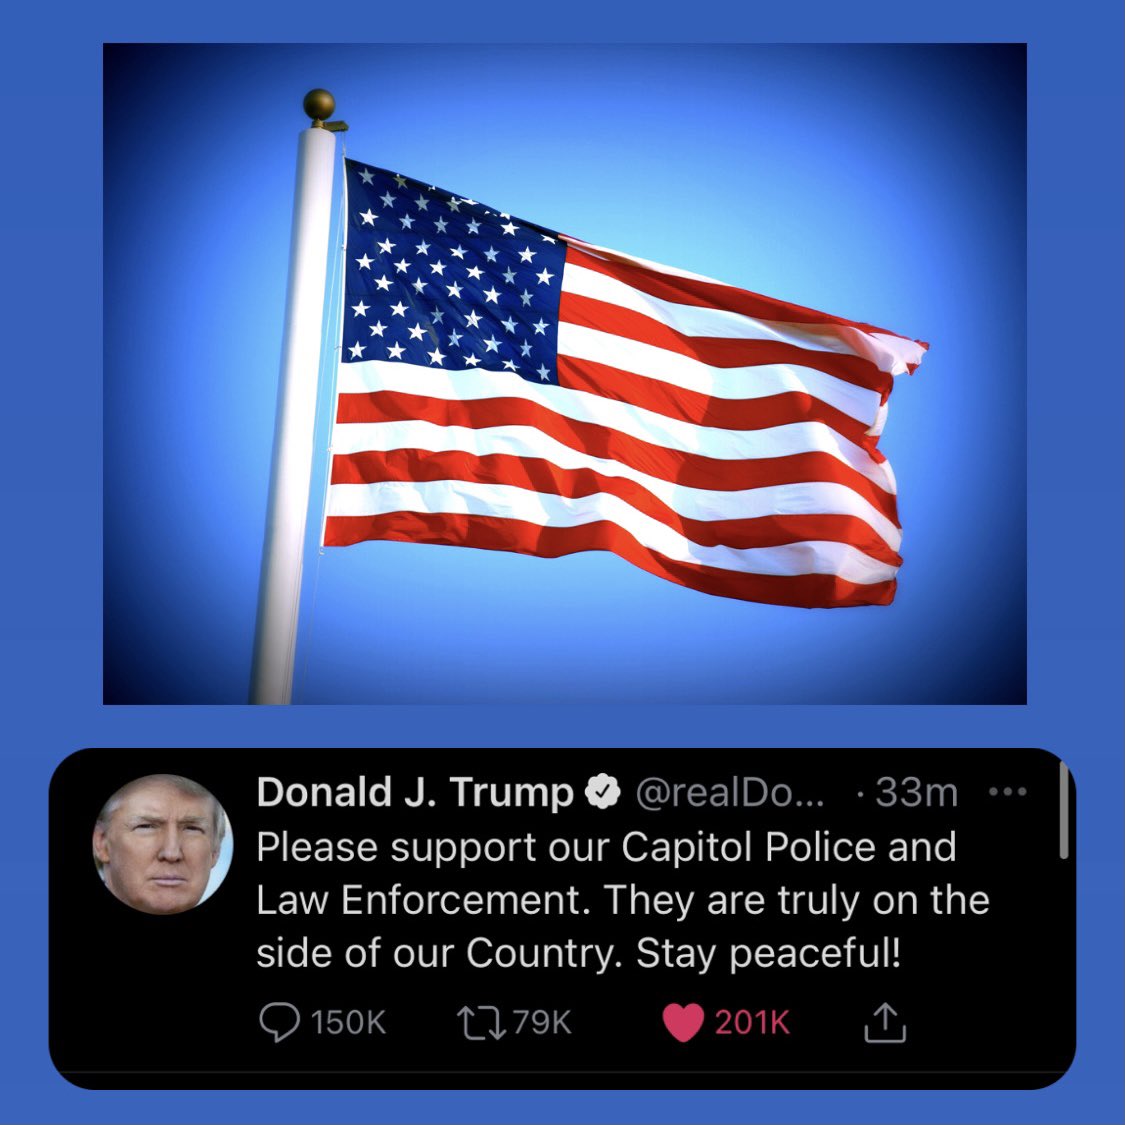 Donald J. Trump @realDo... · 33m
Please support our Capitol Police and
Law Enforcement. They are truly on the
side of our Country. Stay peaceful!
150K 79K 201K